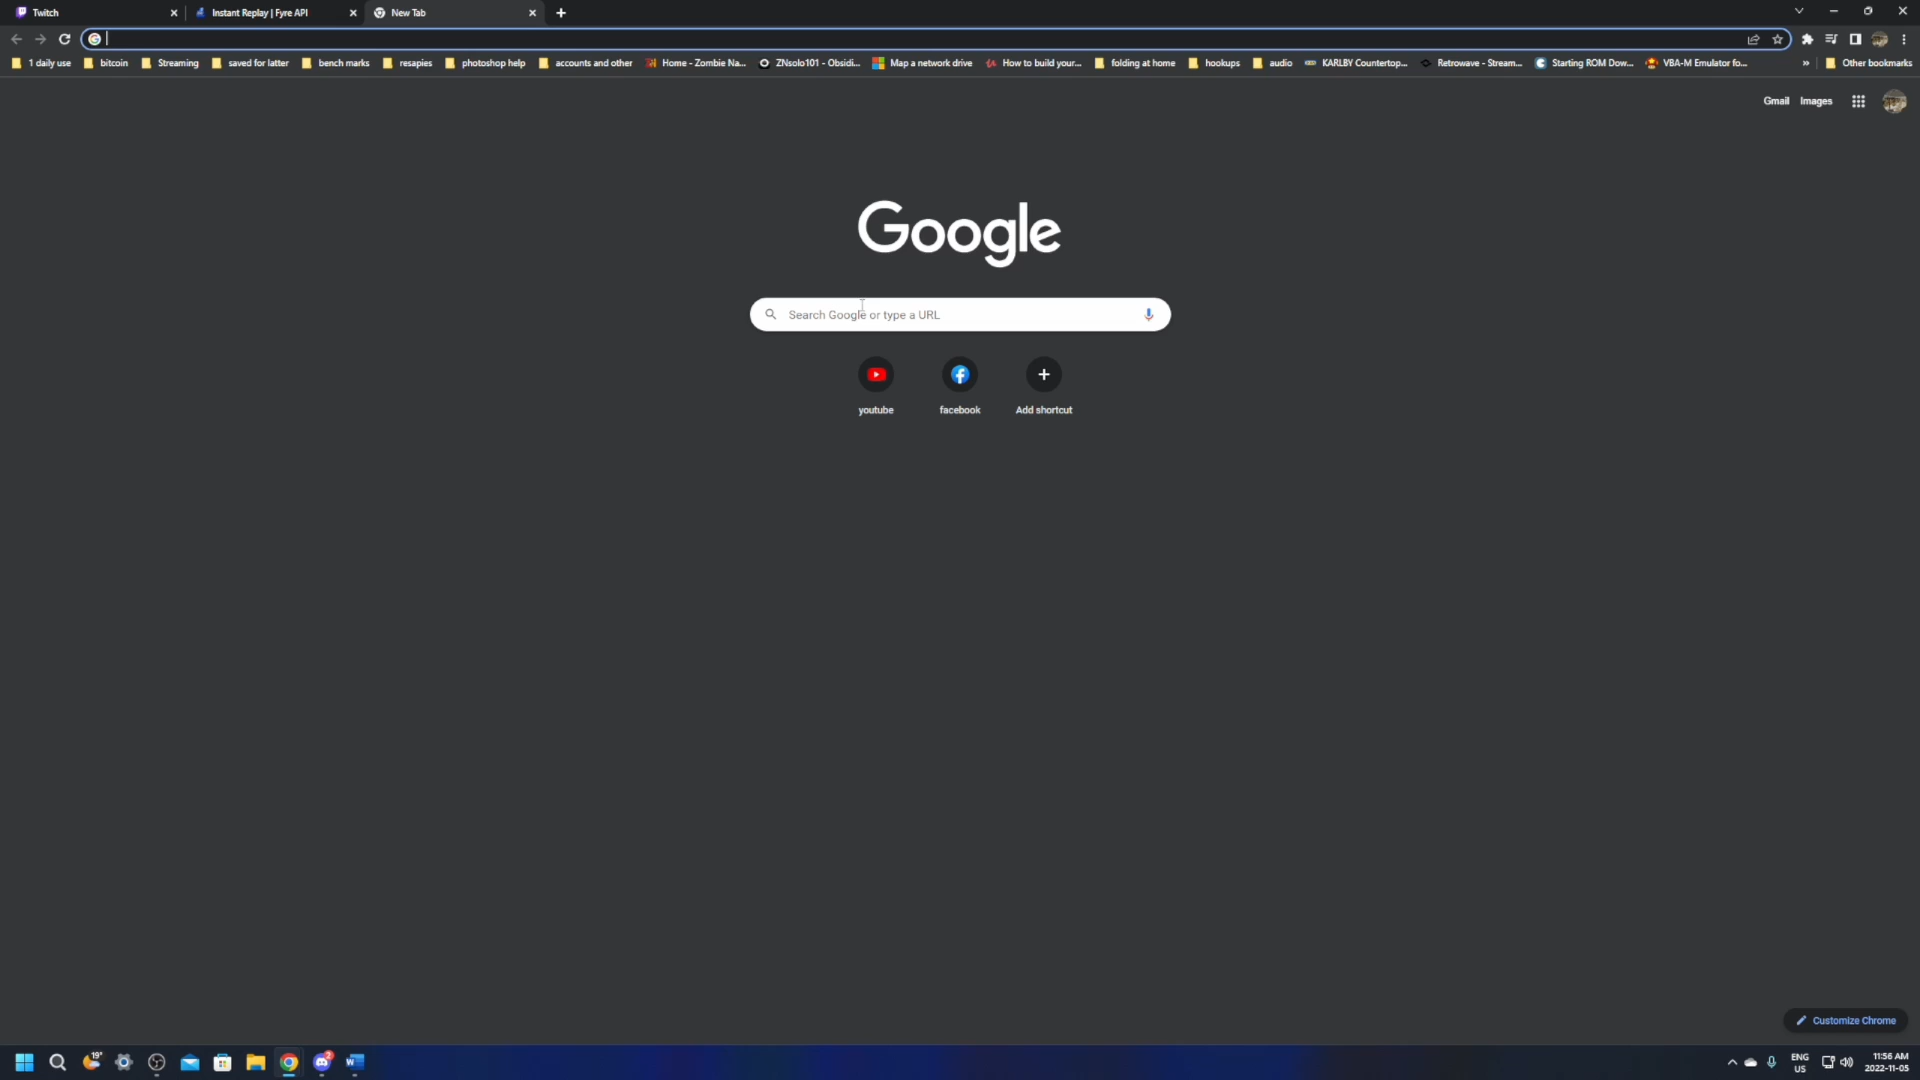 Twitch
Instant Replay | Fyre API
New Tab
1 daily use
bitcoin
Streaming
saved for latter
bench marks
resapies
photoshop help
accounts and other
Home - Zombie Na...
ZNsolo101 - Obsidi...
Map a network drive
How to build your...
folding at home
hookups
audio
KARLBY Countertop...
Retrowave - Stream...
Starting ROM Dow...
VBA-M Emulator fo...
»
Other bookmarks
Gmail
Images
Google
Search Google or type a URL
youtube
facebook
Add shortcut
Customize Chrome
19°
2
ENG
US
11:56 AM
2022-11-05